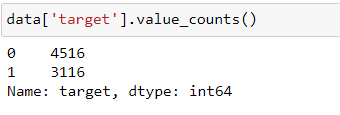 data['target'].value_counts()
0    4516
1    3116
Name: target, dtype: int64